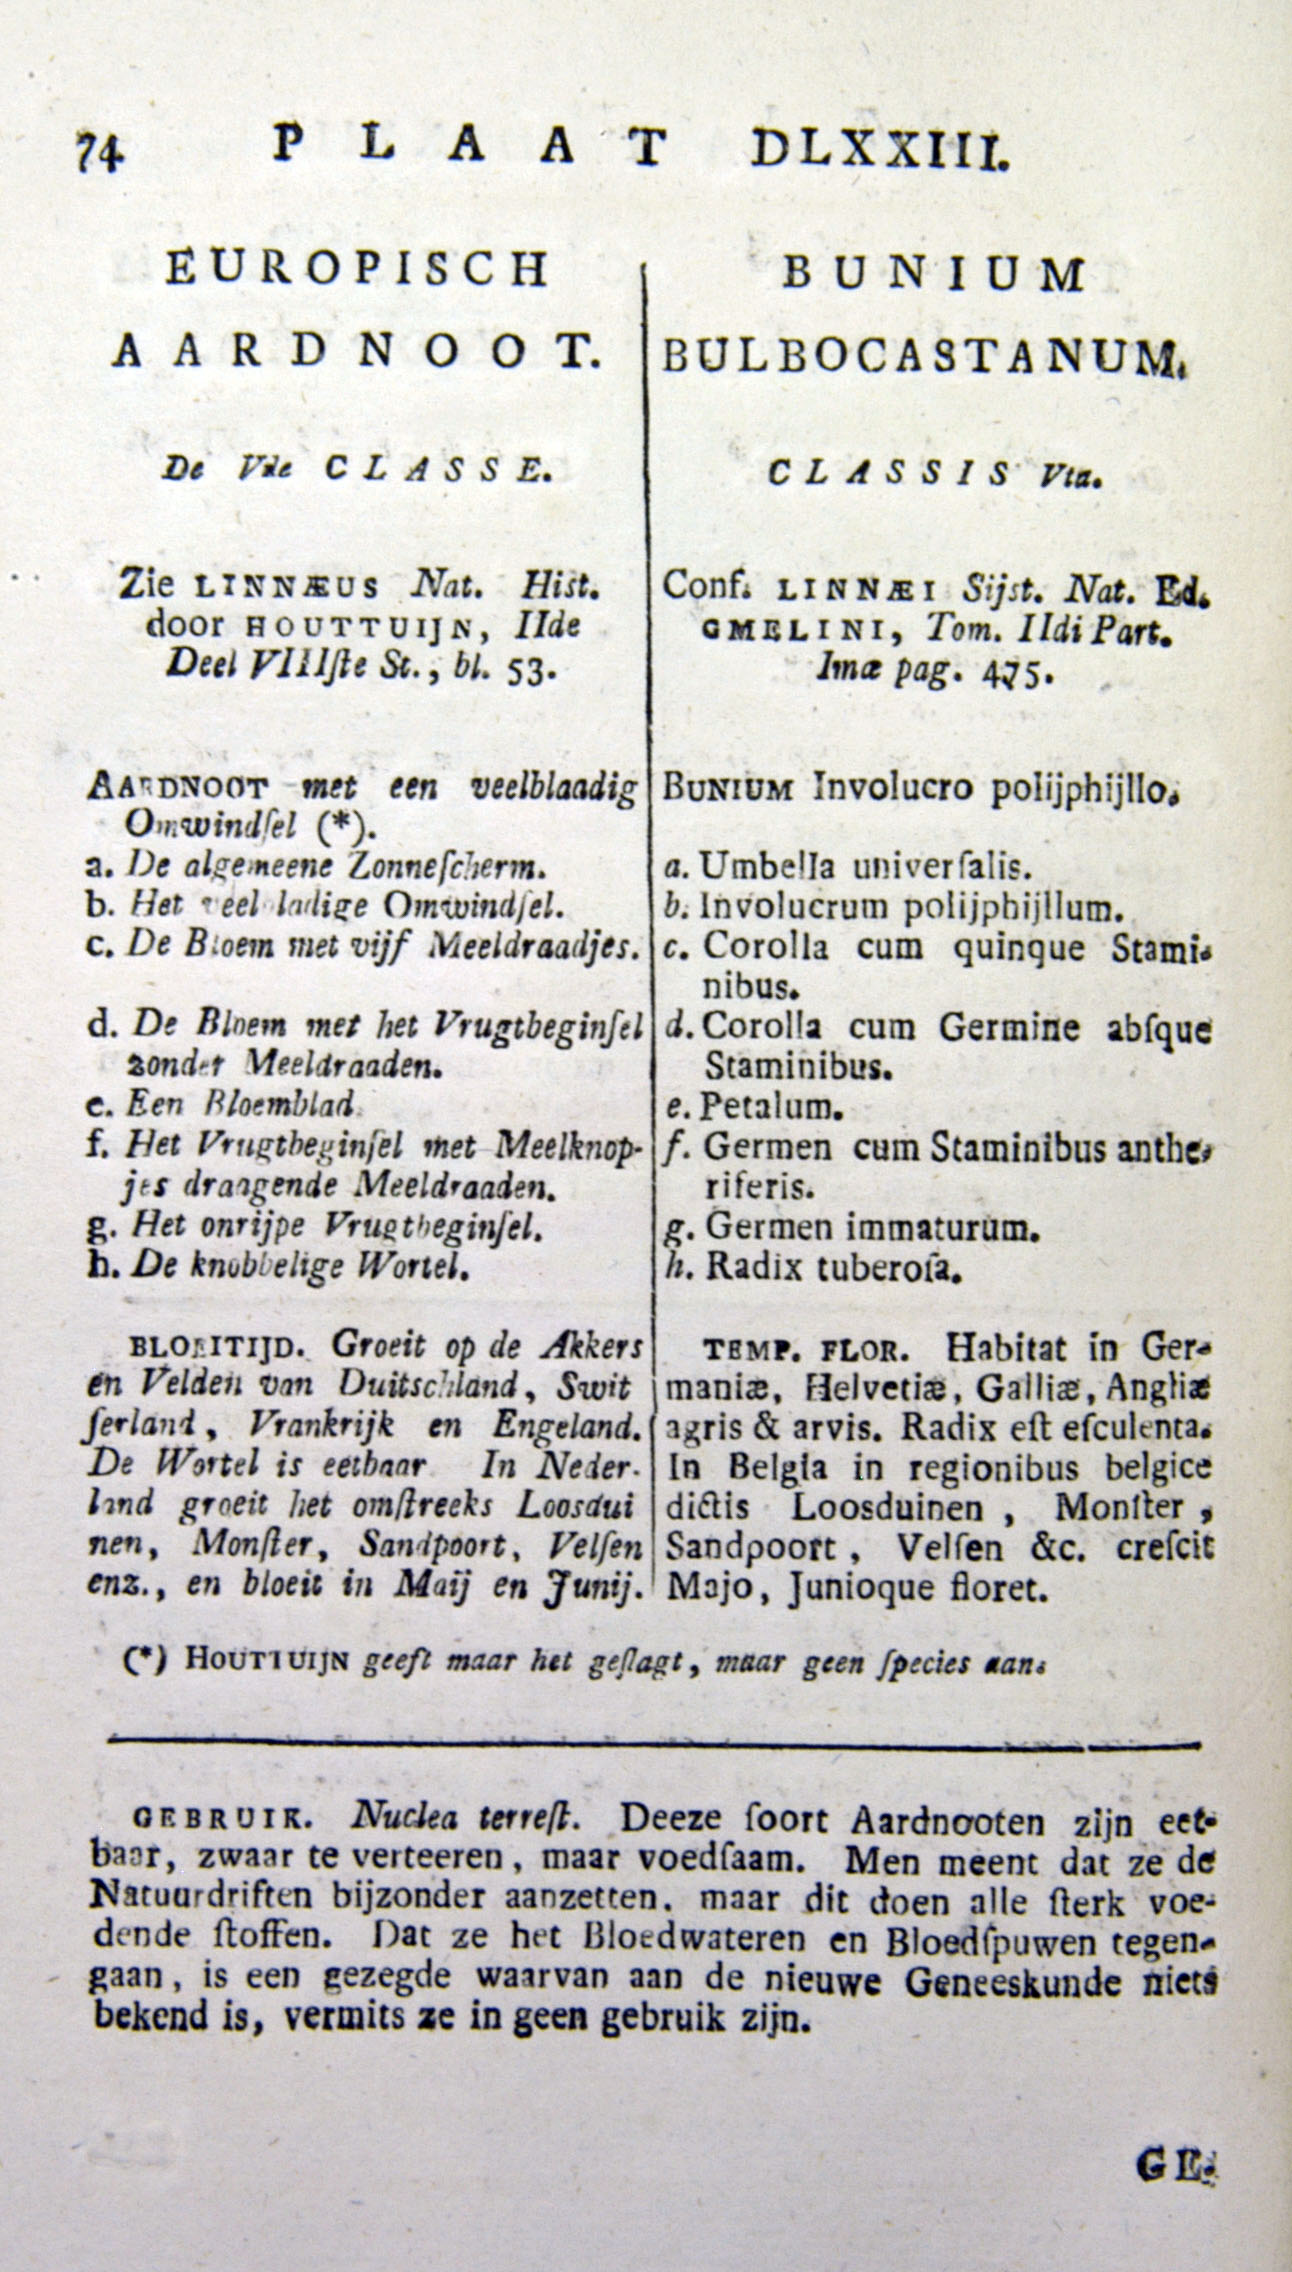 74 PLAAT DLXXIII.
EUROPISCH
AARDNOOT.
De Vde CLASSE.
Zie LINNÆUS Nat. Hist.
door HOUTTUIJN, IIde
Deel VIIIſte St., bl. 53.
AARDNOOT met een veelblaadig
Omwindſel (*).
a. De algemeene Zonneſcherm.
b. Het veelbladige Omwindſel.
c. De Bloem met vijf Meeldraadjes.
d. De Bloem met het Vrugtbeginſel
zonder Meeldraaden.
e. Een Bloemblad.
f. Het Vrugtbeginſel met Meelknop-
jes draagende Meeldraaden.
g. Het onrijpe Vrugtbeginſel.
h. De knobbelige Wortel.
BLOEITIJD. Groeit op de Akkers
en Velden van Duitschland, Swit
ſerland, Vrankrijk en Engeland.
De Wortel is eetbaar In Neder-
land groeit het omſtreeks Loosdui
nen, Monſter, Sandpoort, Velſen
enz., en bloeit in Maij en Junij.
BUNIUM
BULBOCASTANUM.
CLASSIS Vta.
Conf. LINNÆI Sijst. Nat. Ed.
GMELINI, Tom. IIdi Part.
Imæ pag. 475.
BUNIUM Involucro polijphijllo.
a. Umbella univerſalis.
b. Involucrum polijphijllum.
c. Corolla cum quinque Stami-
nibus.
d. Corolla cum Germine abſque
Staminibus.
e. Petalum.
f. Germen cum Staminibus anthe-
riferis.
g. Germen immaturum.
h. Radix tuberoſa.
TEMP. FLOR. Habitat in Ger-
maniæ, Helvetiæ, Galliæ, Angliæ
agris & arvis. Radix eſt eſculenta.
In Belgia in regionibus belgice
dictis Loosduinen, Monſter,
Sandpoort, Velſen &c. creſcit
Majo, Junioque floret.
(*) HOUTTUIJN geeft maar het geſlagt, maar geen ſpecies aan.
GEBRUIK. Nuclea terreſt. Deeze ſoort Aardnooten zijn eet-
baar, zwaar te verteeren, maar voedſaam. Men meent dat ze de
Natuurdriften bijzonder aanzetten, maar dit doen alle ſterk voe-
dende ſtoffen. Dat ze het Bloedwateren en Bloedſpuwen tegen-
gaan, is een gezegde waarvan aan de nieuwe Geneeskunde niets
bekend is, vermits ze in geen gebruik zijn.
GE-